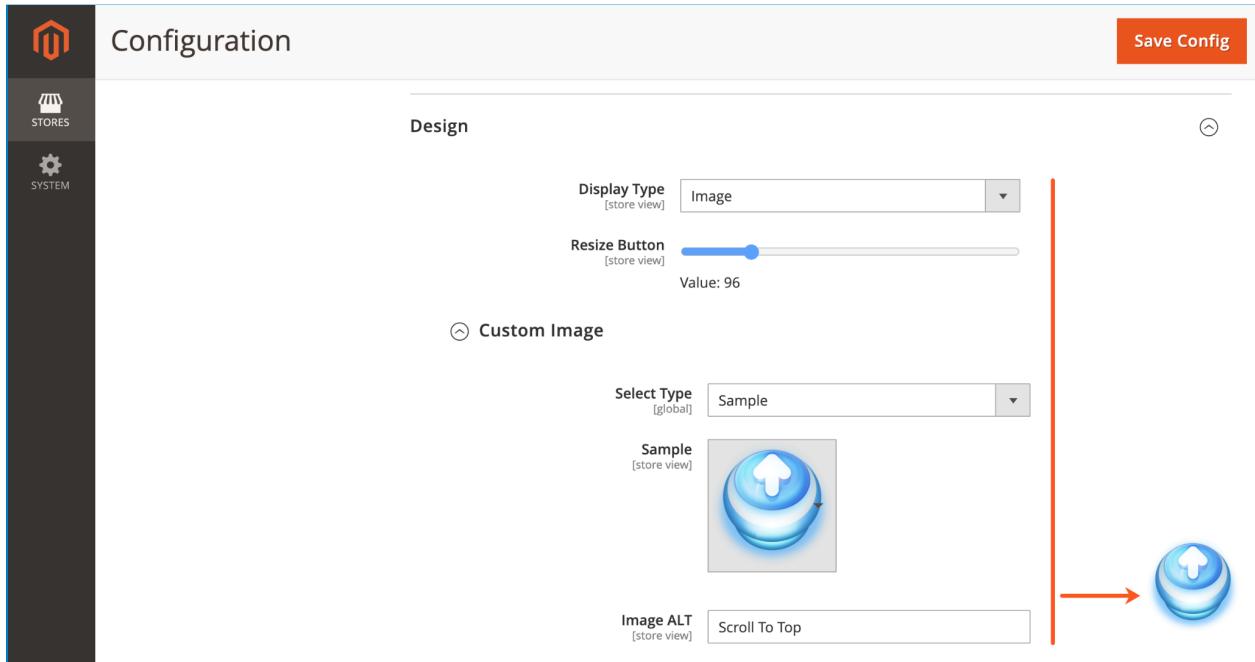 Configuration
Save Config
STORES
SYSTEM
Design
Display Type
[store view]
Image
Resize Button
[store view]
Value: 96
Custom Image
Select Type
[global]
Sample
Sample
[store view]
Image ALT
[store view]
Scroll To Top